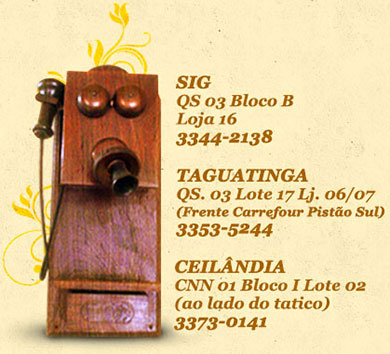 SIG
QS 03 Bloco B
Loja 16
3344-2138
TAGUATINGA
QS. 03 Lote 17 Lj. 06/07
(Frente Carrefour Pistão Sul)
3353-5244
CEILÂNDIA
CNN 01 Bloco I Lote 02
(ao lado do tatico)
3373-0141